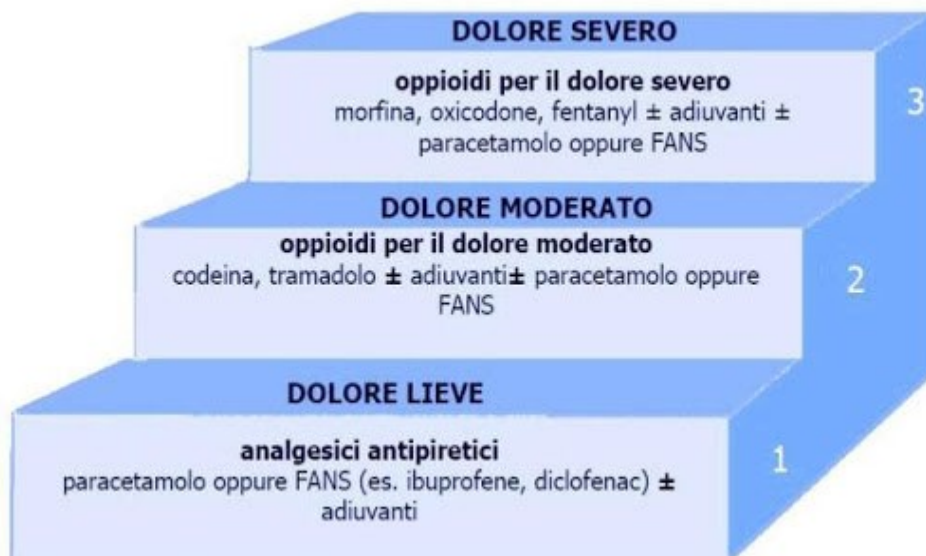 DOLORE SEVERO
oppioidi per il dolore severo
morfina, oxicodone, fentanyl ± adiuvanti ±
paracetamolo oppure FANS
3
DOLORE MODERATO
oppioidi per il dolore moderato
codeina, tramadolo ± adiuvanti± paracetamolo oppure
FANS
2
DOLORE LIEVE
analgesici antipiretici
paracetamolo oppure FANS (es. ibuprofene, diclofenac) ±
adiuvanti
1